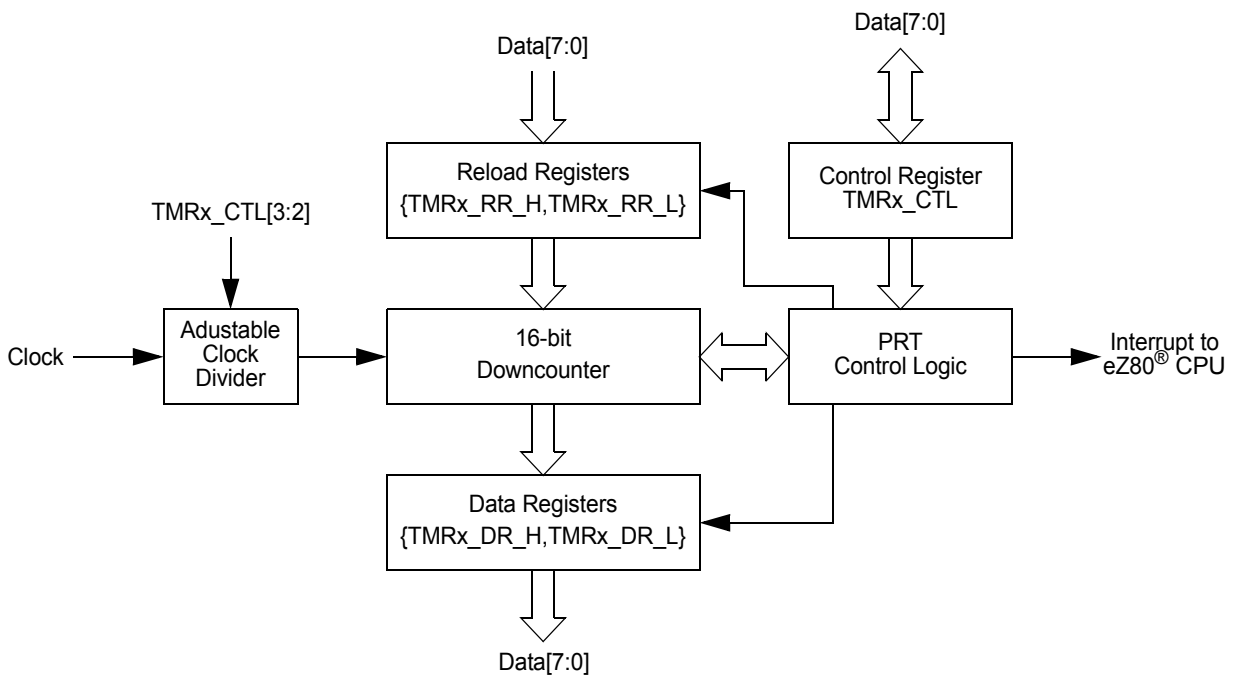 Data[7:0]
Data[7:0]
Reload Registers
{TMRx_RR_H,TMRx_RR_L}
Control Register
TMRx_CTL
TMRx_CTL[3:2]
Clock
Adustable
Clock
Divider
16-bit
Downcounter
PRT
Control Logic
Interrupt to
eZ80® CPU
Data Registers
{TMRx_DR_H,TMRx_DR_L}
Data[7:0]